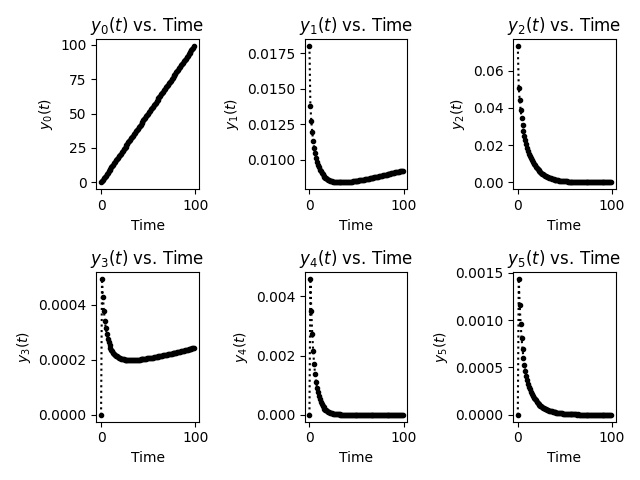 y₀(t) vs. Time
y₁(t) vs. Time
y₂(t) vs. Time
100
75
50
25
0
y₀(t)
0
100
Time
0.0175
0.0150
0.0125
0.0100
y₁(t)
0
100
Time
0.06
0.04
0.02
0.00
y₂(t)
0
100
Time
y₃(t) vs. Time
y₄(t) vs. Time
y₅(t) vs. Time
0.0004
0.0002
0.0000
y₃(t)
0
100
Time
0.004
0.002
0.000
y₄(t)
0
100
Time
0.0015
0.0010
0.0005
0.0000
y₅(t)
0
100
Time